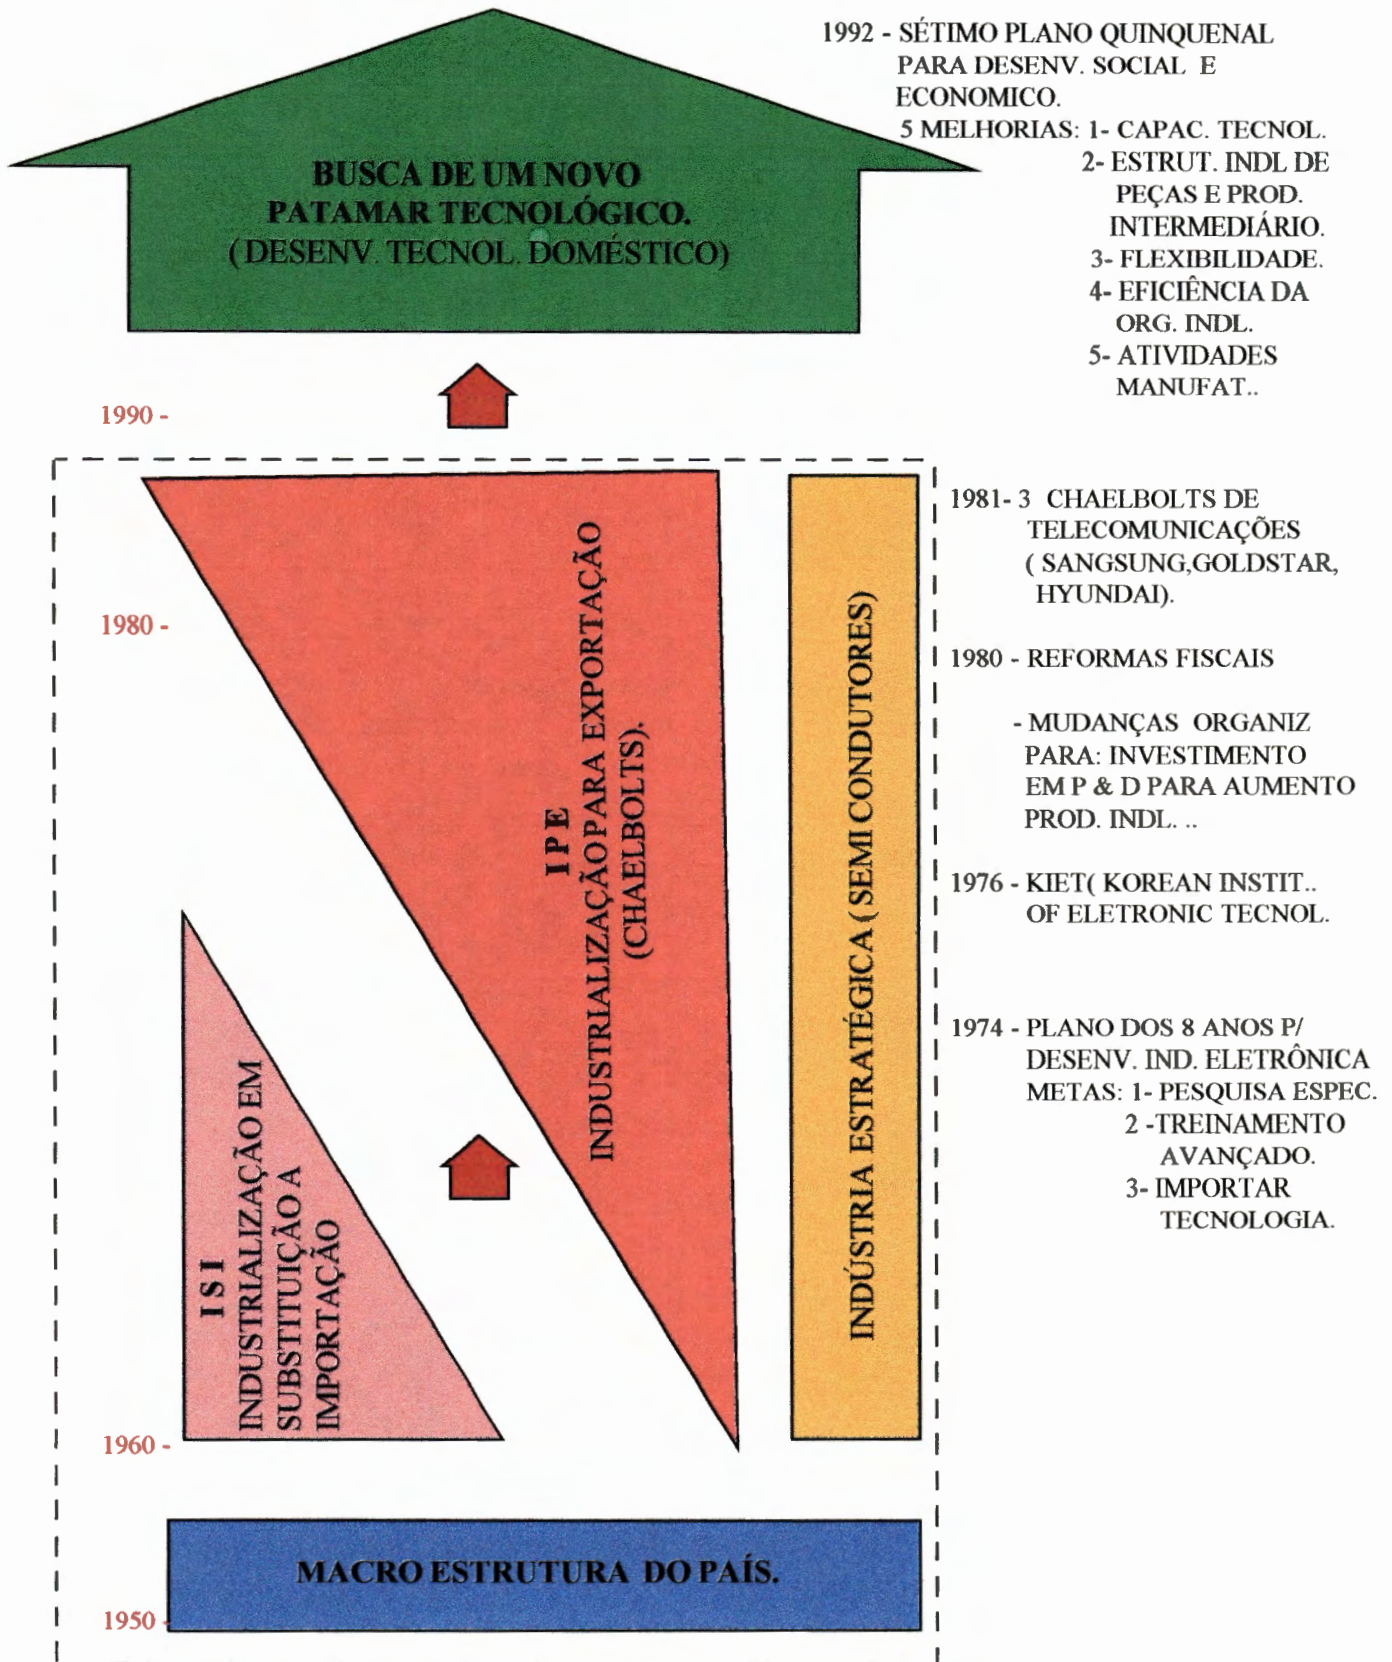 1992 - SÉTIMO PLANO QUINQUENAL
PARA DESENV. SOCIAL E
ECONOMICO.
5 MELHORIAS: 1- CAPAC. TECNOL.
2- ESTRUT. INDL DE
PEÇAS E PROD.
INTERMEDIÁRIO.
3- FLEXIBILIDADE.
4- EFICIÊNCIA DA
ORG. INDL.
5- ATIVIDADES
MANUFAT..
BUSCA DE UM NOVO
PATAMAR TECNOLÓGICO.
( DESENV. TECNOL. DOMÉSTICO)
1990 -
1980 -
1960 -
1950 -
I P E
INDUSTRIALIZAÇÃO PARA EXPORTAÇÃO
(CHAELBOLTS).
INDÚSTRIA ESTRATÉGICA ( SEMI CONDUTORES)
I S I
INDUSTRIALIZAÇÃO EM
SUBSTITUIÇÃO A
IMPORTAÇÃO
MACRO ESTRUTURA DO PAÍS.
1981- 3 CHAELBOLTS DE
TELECOMUNICAÇÕES
( SANGSUNG,GOLDSTAR,
HYUNDAI).
1980 - REFORMAS FISCAIS
- MUDANÇAS ORGANIZ
PARA: INVESTIMENTO
EM P & D PARA AUMENTO
PROD. INDL. ..
1976 - KIET( KOREAN INSTIT..
OF ELETRONIC TECNOL.
1974 - PLANO DOS 8 ANOS P/
DESENV. IND. ELETRÔNICA
METAS: 1- PESQUISA ESPEC.
2 -TREINAMENTO
AVANÇADO.
3- IMPORTAR
TECNOLOGIA.